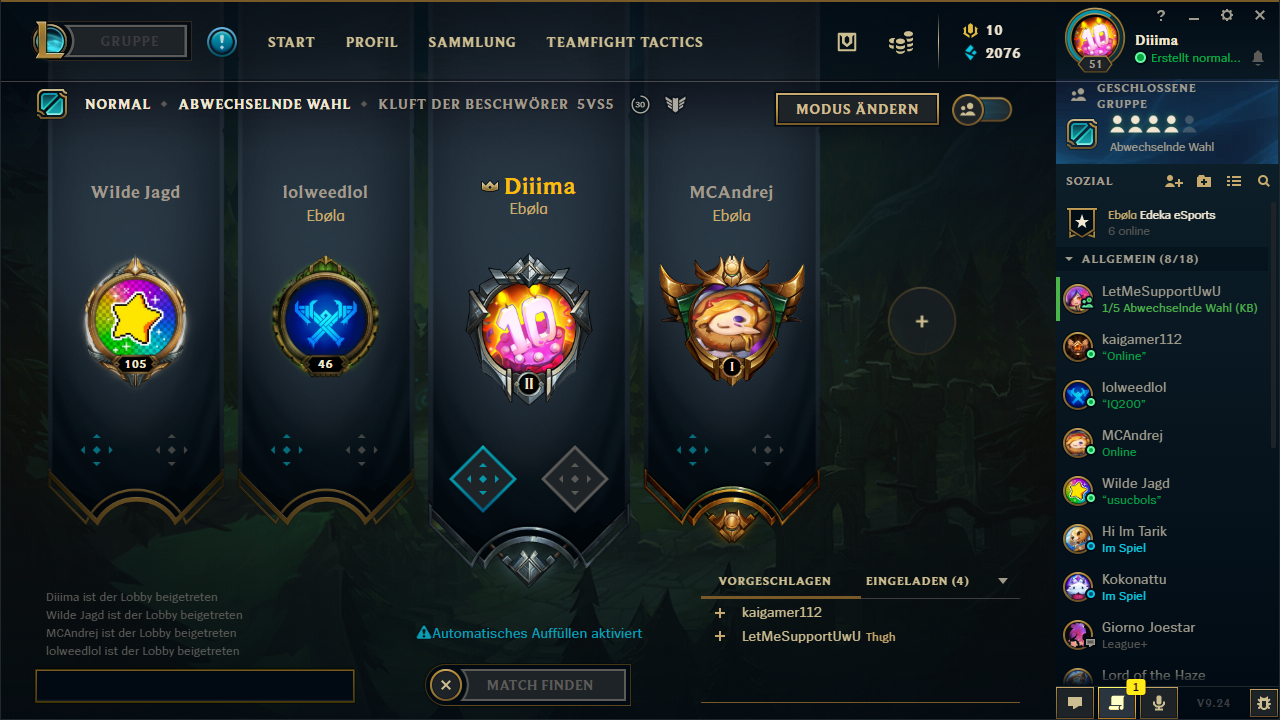 GRUPPE
START
PROFIL
SAMMLUNG
TEAMFIGHT TACTICS
10
2076
?
51
Diiima
Erstellt normal...
NORMAL
ABWECHSELNDE WAHL
KLUFT DER BESCHWÖRER 5VS5
30
MODUS ÄNDERN
GESCHLOSSENE
GRUPPE
Abwechselnde Wahl
SOZIAL
Ebøla Edeka eSports
6 online
ALLGEMEIN (8/18)
LetMeSupportUwU
1/5 Abwechselnde Wahl (KB)
kaigamer112
"Online"
lolweedlol
"IQ200"
MCAndrej
Online
Wilde Jagd
"usucbols"
Hi Im Tarik
Im Spiel
Kokonattu
Im Spiel
Giorno Joestar
League+
Lord of the Haze
1
V9.24
Wilde Jagd
105
lolweedlol
Ebøla
46
Diiima
Ebøla
10
II
MCAndrej
Ebøla
I
+
Diiima ist der Lobby beigetreten
Wilde Jagd ist der Lobby beigetreten
MCAndrej ist der Lobby beigetreten
lolweedlol ist der Lobby beigetreten
Automatisches Auffüllen aktiviert
MATCH FINDEN
VORGESCHLAGEN
EINGELADEN (4)
+ kaigamer112
+ LetMeSupportUwU Thıgh